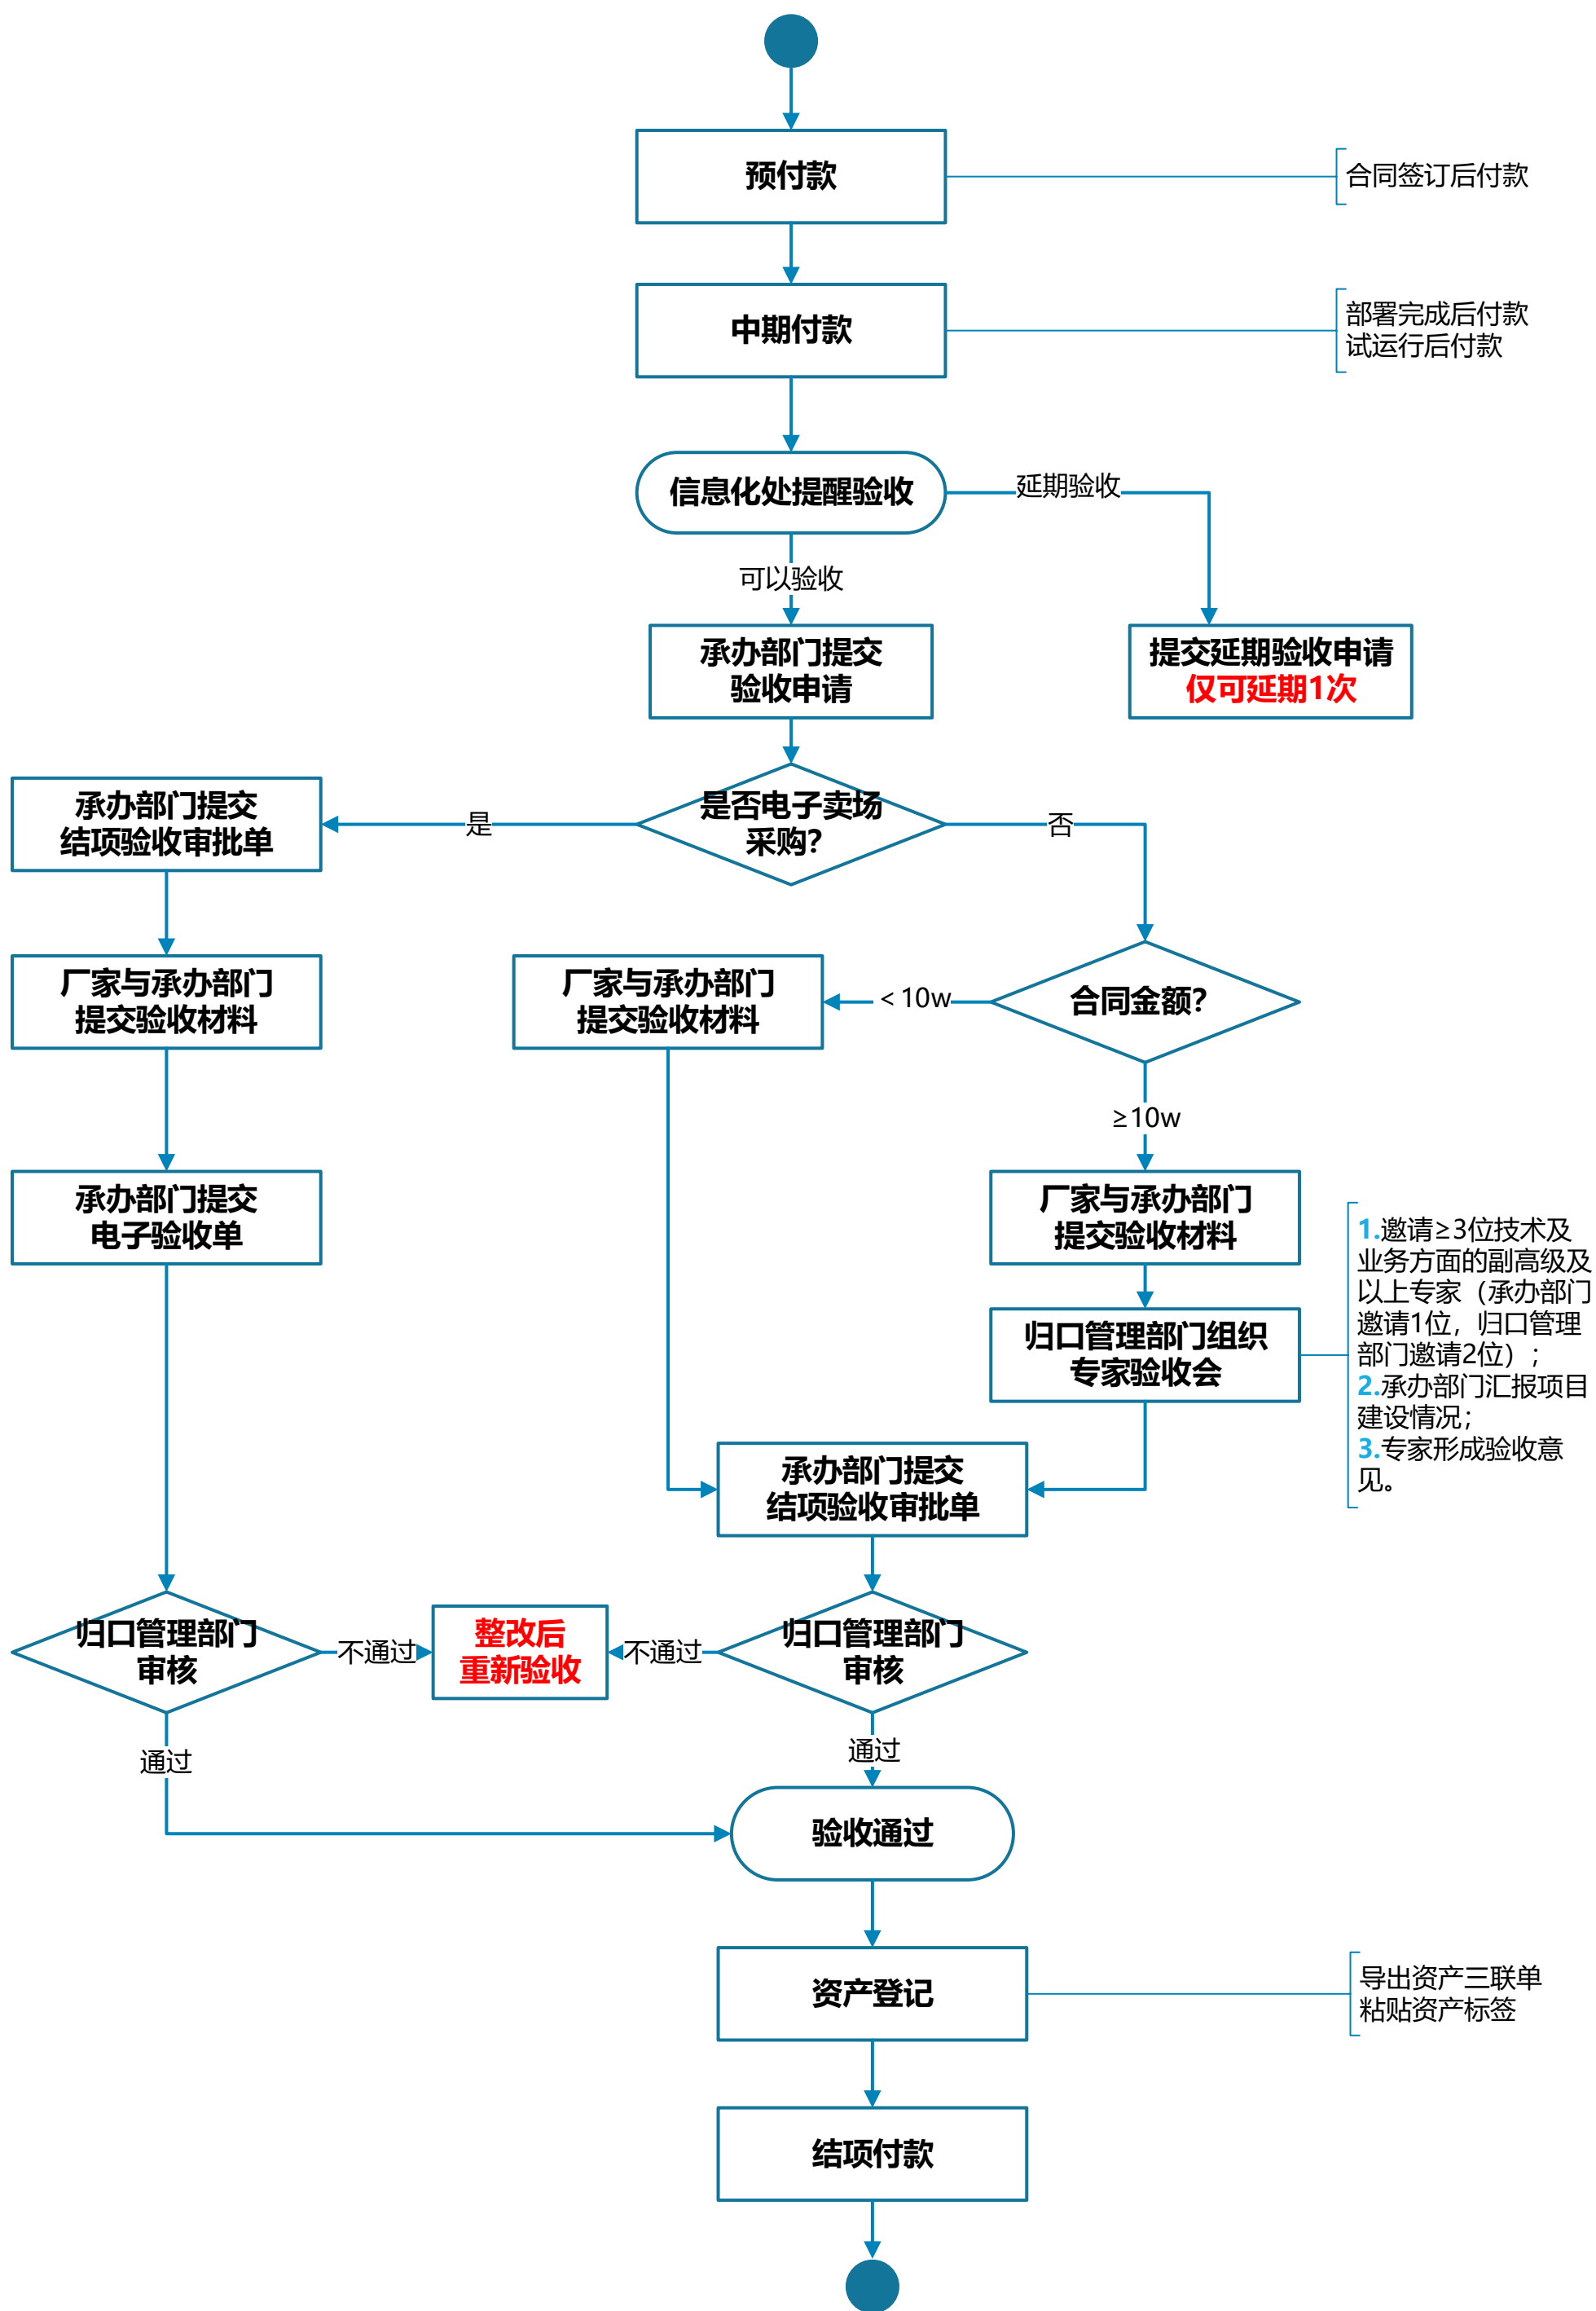 预付款
合同签订后付款
中期付款
部署完成后付款
试运行后付款
信息化处提醒验收
延期验收
可以验收
承办部门提交
验收申请
提交延期验收申请
仅可延期1次
是否电子卖场
采购?
是
否
承办部门提交
结项验收审批单
厂家与承办部门
提交验收材料
厂家与承办部门
提交验收材料
＜10w
合同金额?
≥10w
承办部门提交
电子验收单
厂家与承办部门
提交验收材料
归口管理部门组织
专家验收会
1.邀请≥3位技术及
业务方面的副高级及
以上专家（承办部门
邀请1位，归口管理
部门邀请2位）；
2.承办部门汇报项目
建设情况；
3.专家形成验收意
见。
承办部门提交
结项验收审批单
归口管理部门
审核
不通过
整改后
重新验收
不通过
归口管理部门
审核
通过
通过
验收通过
资产登记
导出资产三联单
粘贴资产标签
结项付款